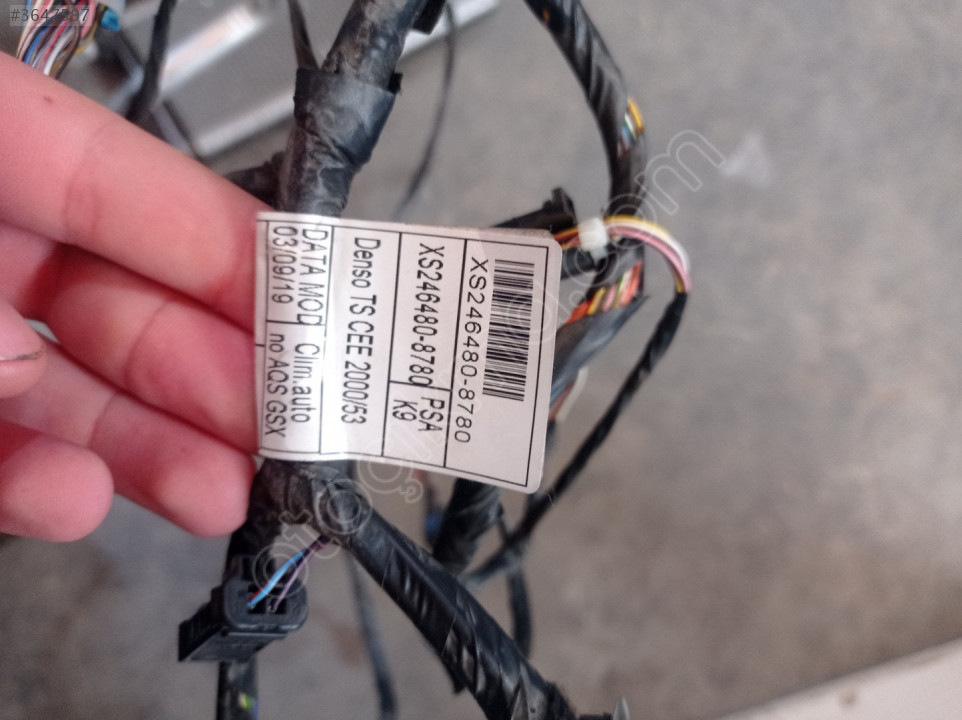 XS246480-8780
XS246480-8780 PSA K9
Denso TS CEE 2000/53
DATA MOD Clim.auto
03/09/19 no AQS GSX